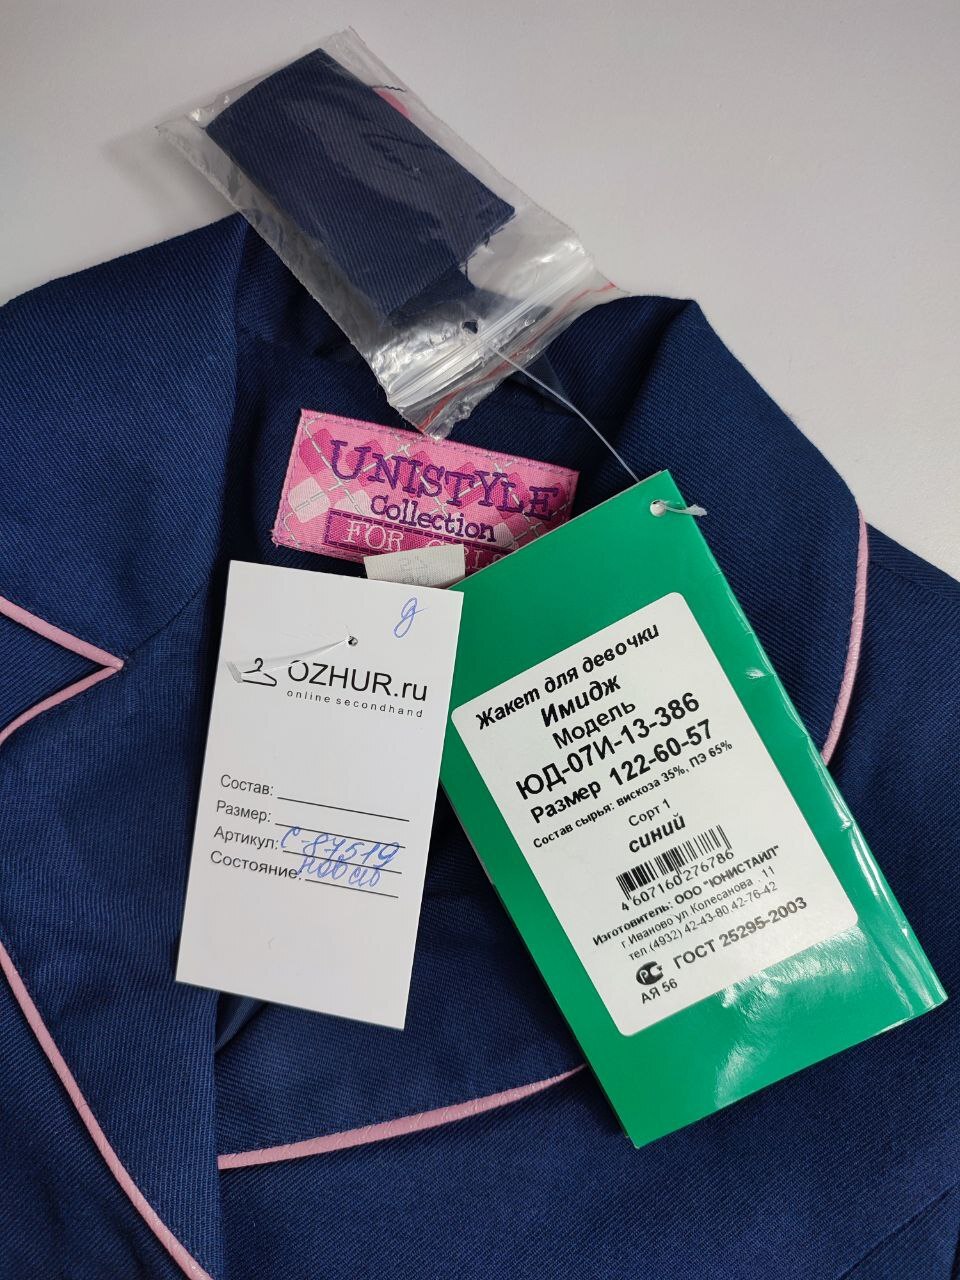 UNISTYLE
Collection
FOR GIRLS
OZHUR.ru
online secondhand
Состав:
Размер:
Артикул: С-87519
Состояние: новое
Жакет для девочки
Имидж
Модель
ЮД-07И-13-386
Размер 122-60-57
Состав сырья: вискоза 35%, ПЭ 65%
Сорт 1
синий
4 607160 276786
Изготовитель: ООО "ЮНИСТАЙЛ"
г.Иваново ул.Колесанова , 11
тел (4932) 42-43-80,42-76-42
РСТ ГОСТ 25295-2003
АЯ 56